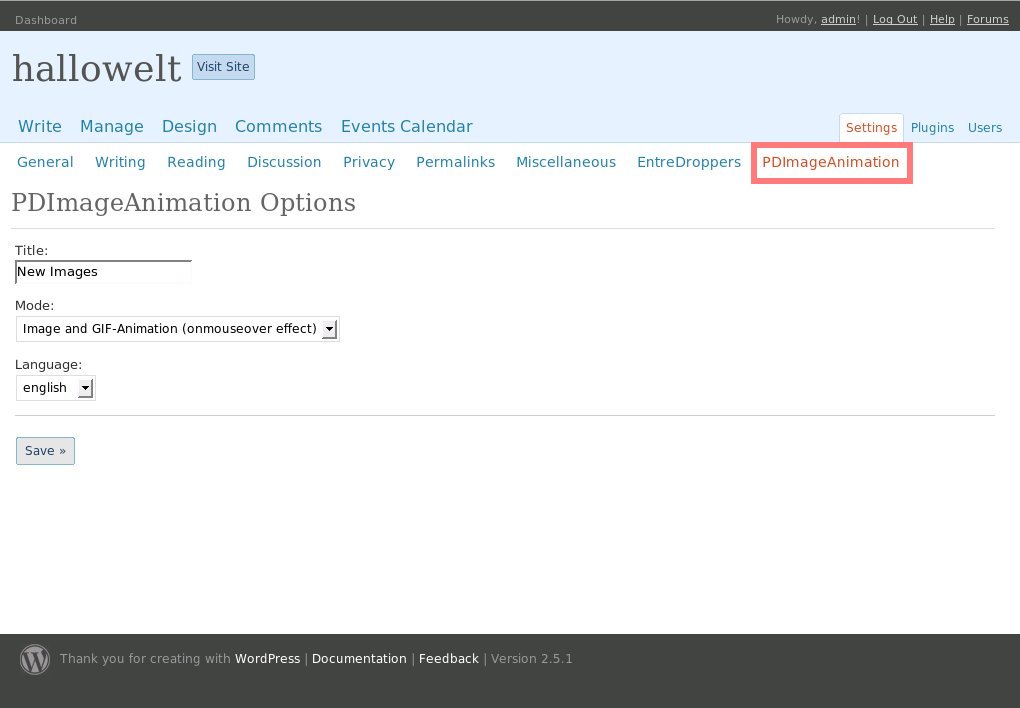 Dashboard
Howdy, admin! | Log Out | Help | Forums
hallowelt Visit Site
Write Manage Design Comments Events Calendar Settings Plugins Users
General Writing Reading Discussion Privacy Permalinks Miscellaneous EntreDroppers PDImageAnimation
PDImageAnimation Options
Title:
New Images
Mode:
Image and GIF-Animation (onmouseover effect)
Language:
english
Save »
Thank you for creating with WordPress | Documentation | Feedback | Version 2.5.1